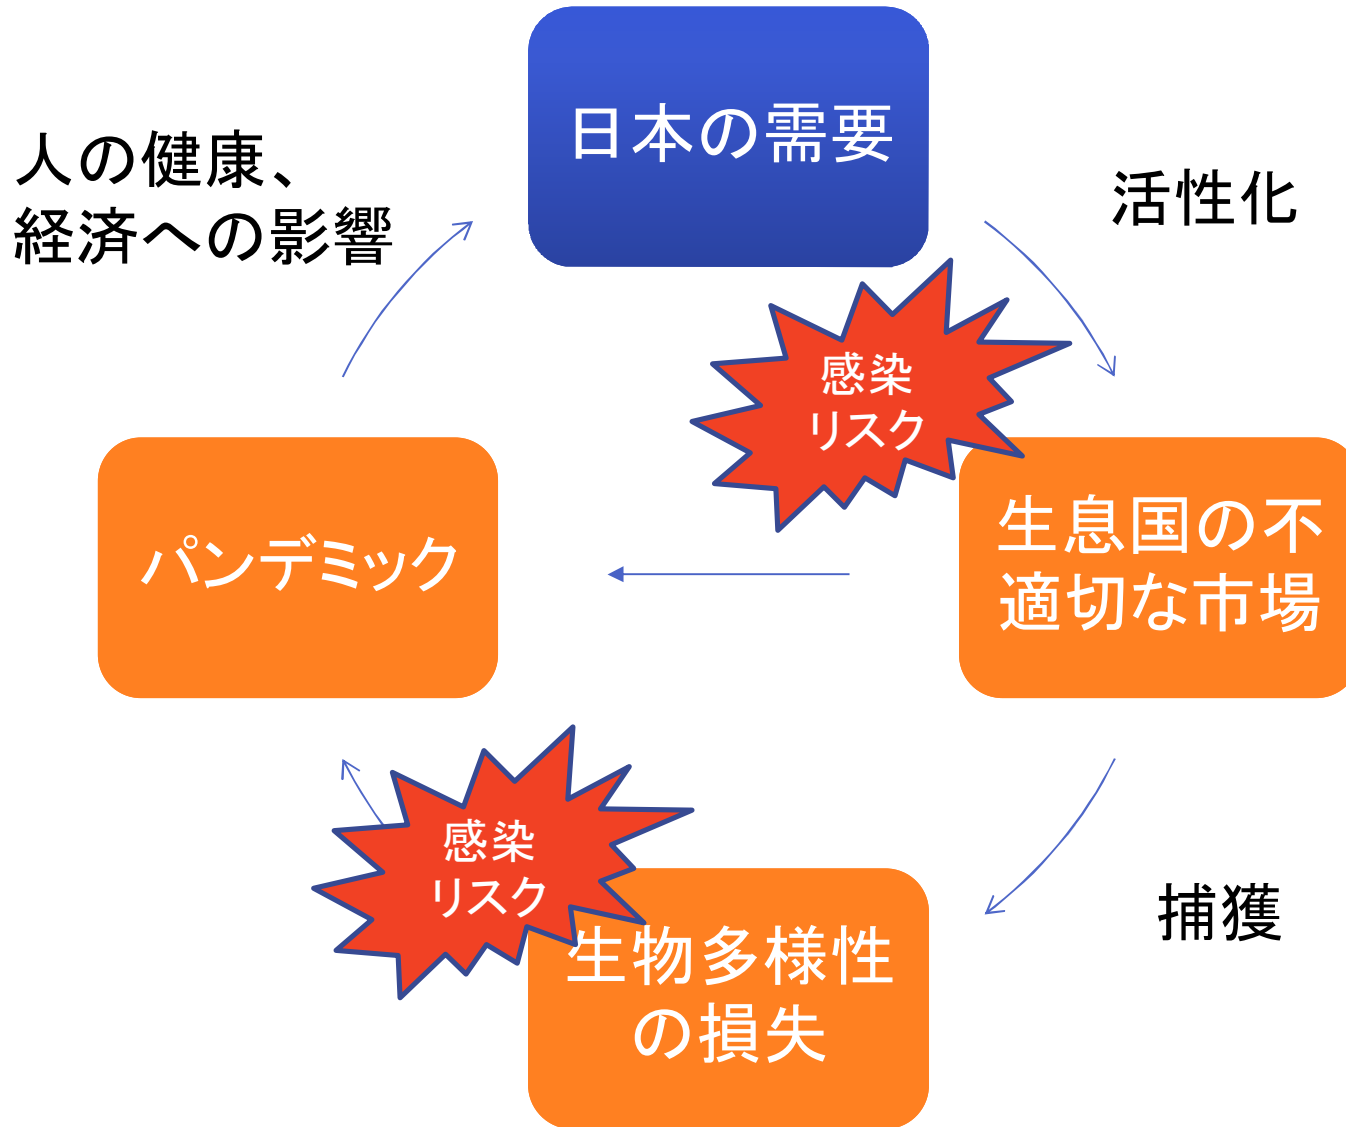 日本の需要
人の健康、
経済への影響
活性化
感染
リスク
生息国の不
適切な市場
パンデミック
感染
リスク
捕獲
生物多様性
の損失